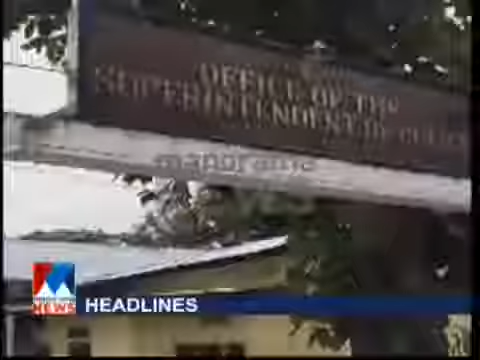 OFFICE OF THE
SUPERINTENDENT OF POLICE
manorama
NEWS
HEADLINES